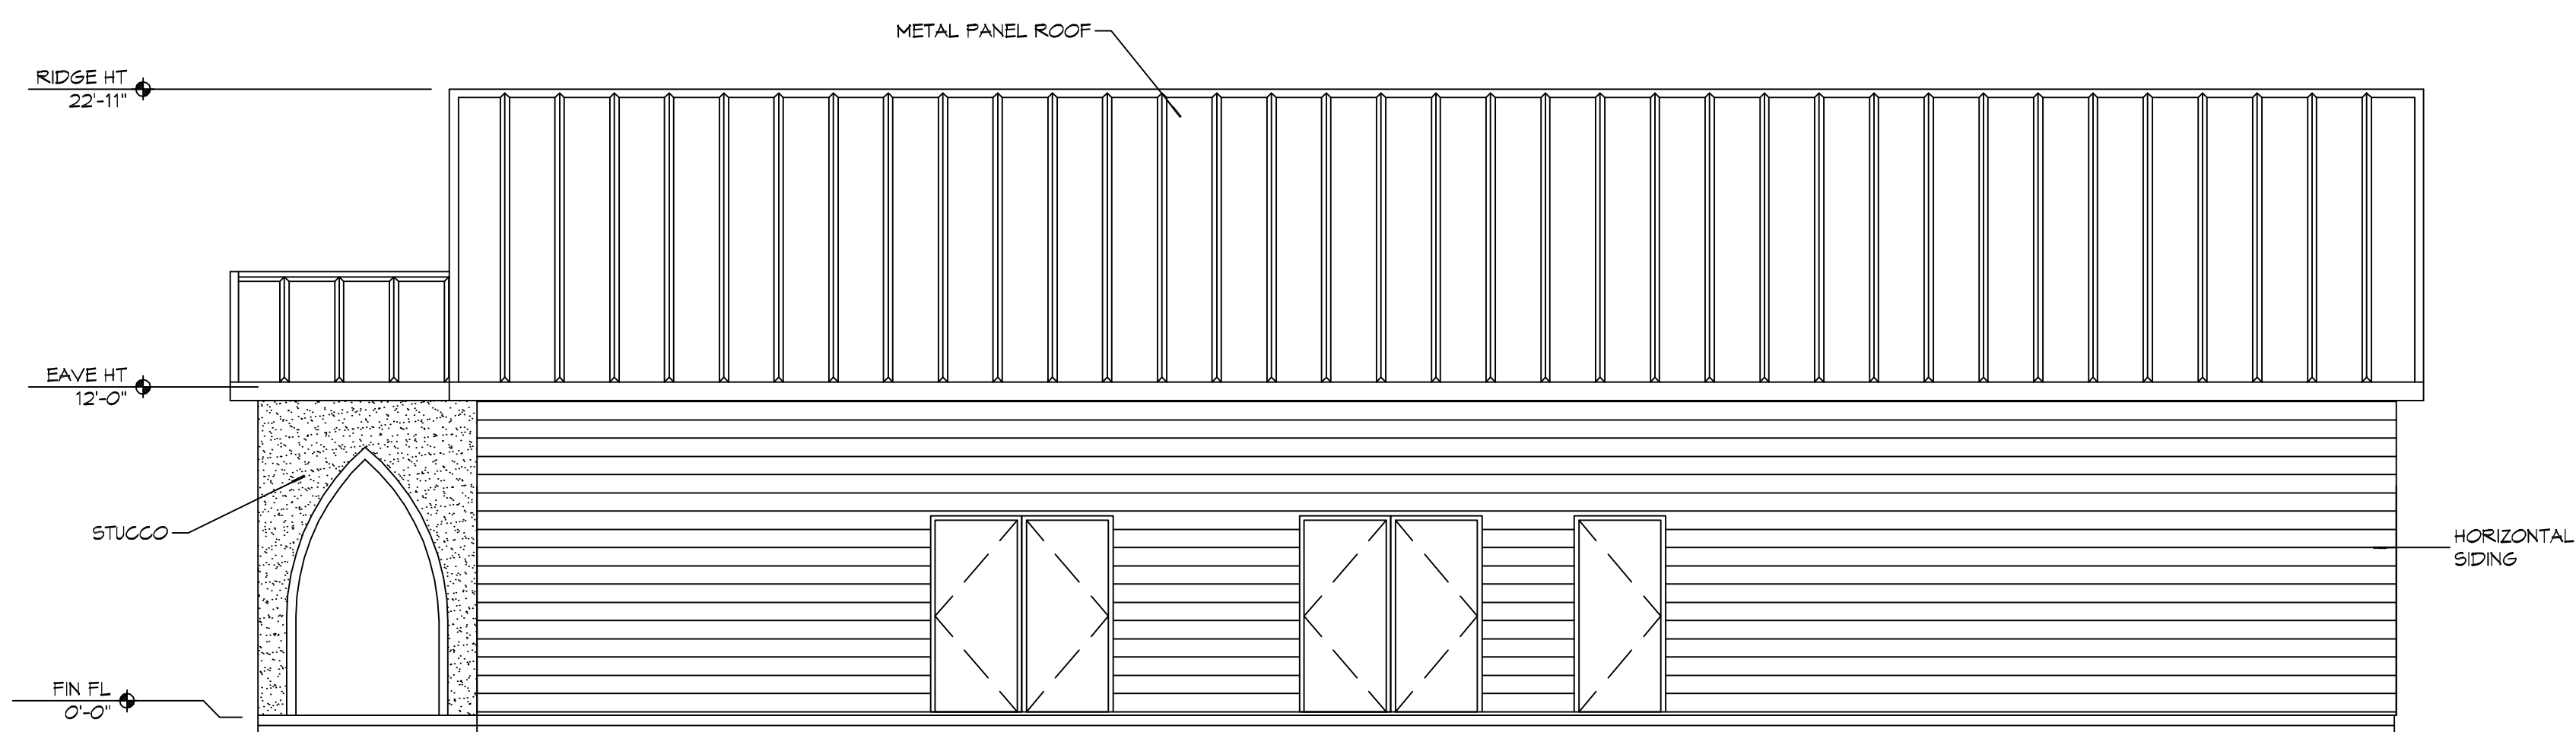 METAL PANEL ROOF
RIDGE HT
22'-11"
EAVE HT
12'-0"
STUCCO
HORIZONTAL
SIDING
FIN FL
0'-0"